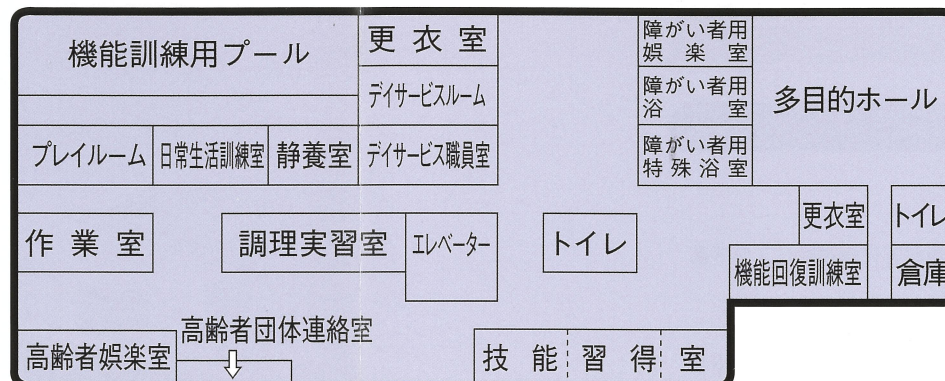 機能訓練用プール
更衣室
デイサービスルーム
プレイルーム
日常生活訓練室
静養室
デイサービス職員室
障がい者用
娯楽室
障がい者用
浴室
障がい者用
特殊浴室
多目的ホール
作業室
調理実習室
エレベーター
トイレ
更衣室
トイレ
機能回復訓練室
倉庫
高齢者団体連絡室
高齢者娯楽室
技能習得室